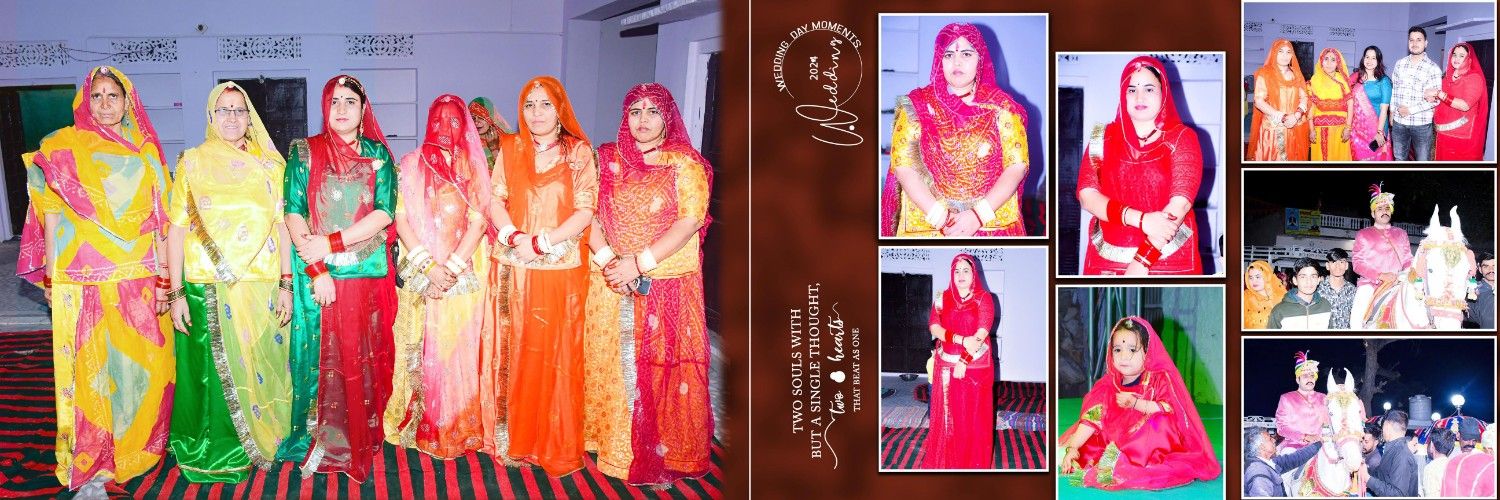 WEDDING DAY MOMENTS
2024
Wedding
TWO SOULS WITH
BUT A SINGLE THOUGHT,
two hearts
THAT BEAT AS ONE